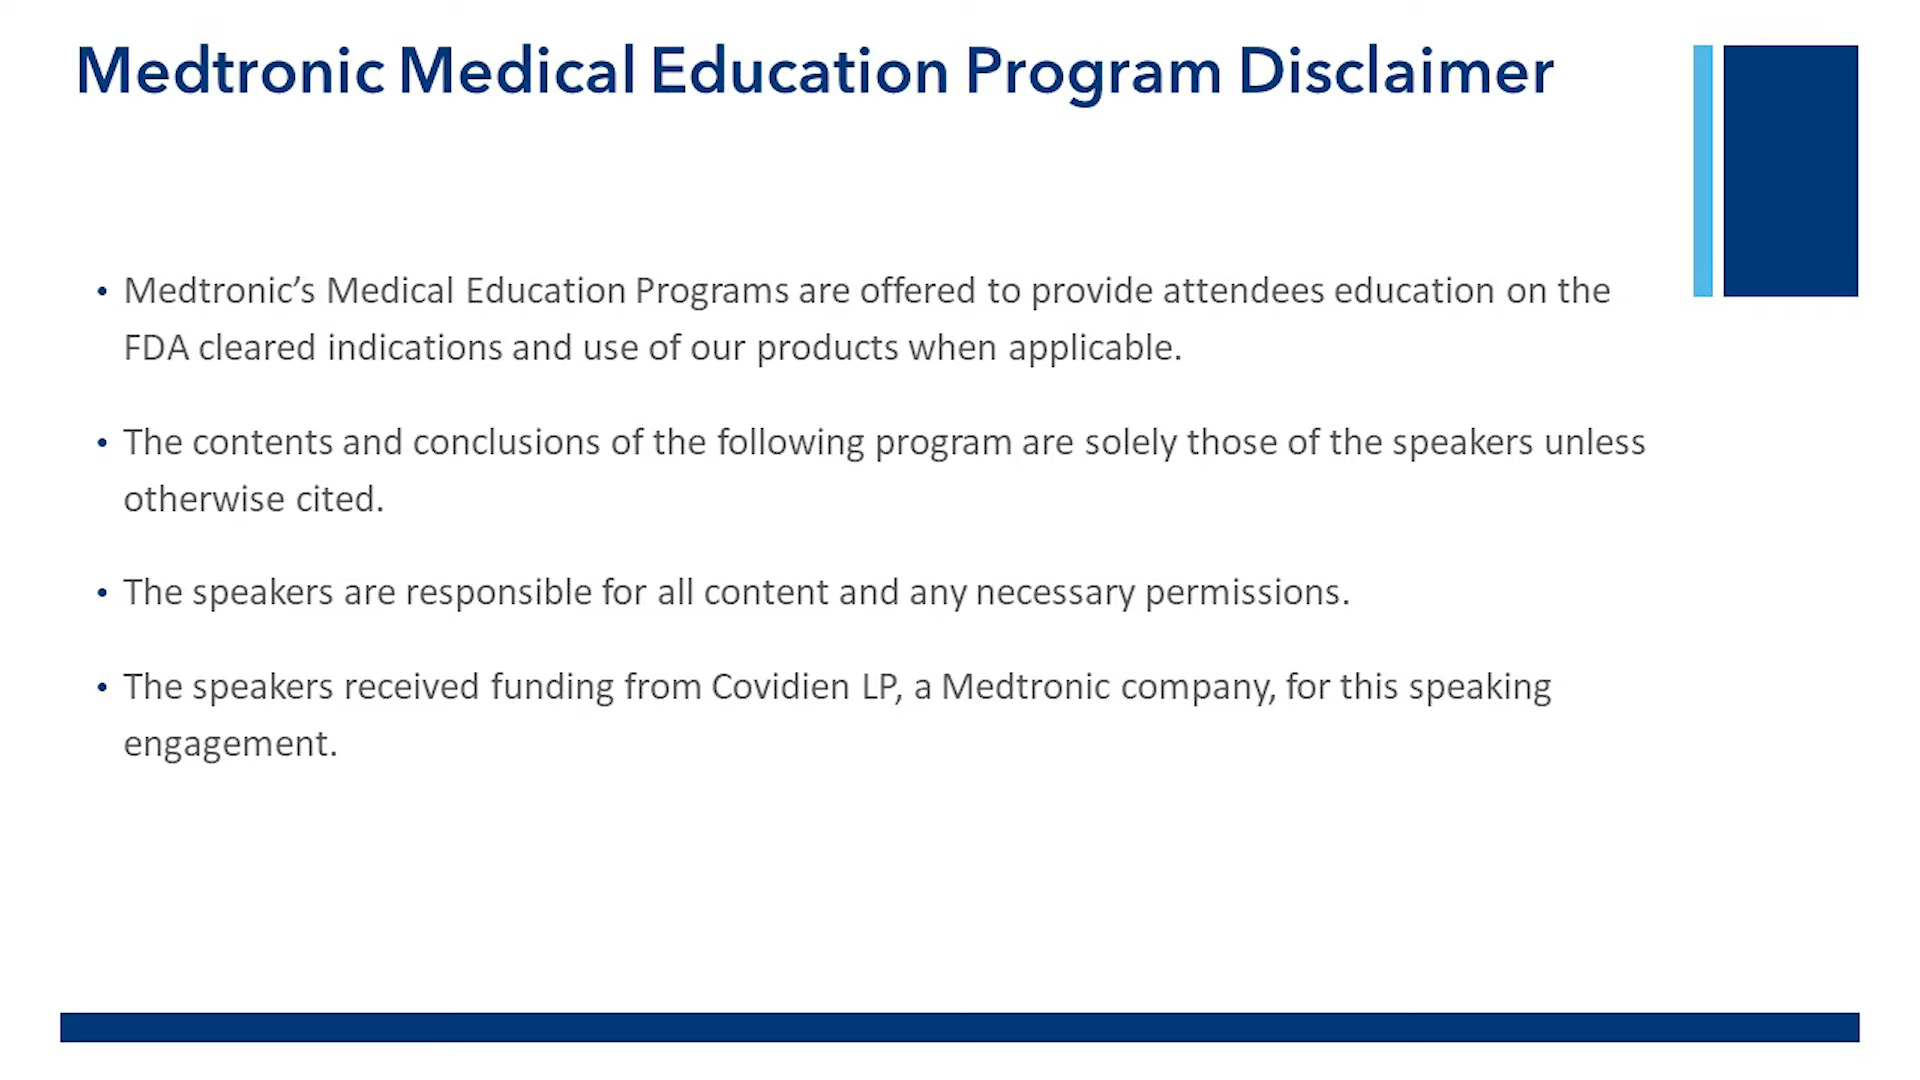 Medtronic Medical Education Program Disclaimer
• Medtronic’s Medical Education Programs are offered to provide attendees education on the
FDA cleared indications and use of our products when applicable.
• The contents and conclusions of the following program are solely those of the speakers unless
otherwise cited.
• The speakers are responsible for all content and any necessary permissions.
• The speakers received funding from Covidien LP, a Medtronic company, for this speaking
engagement.